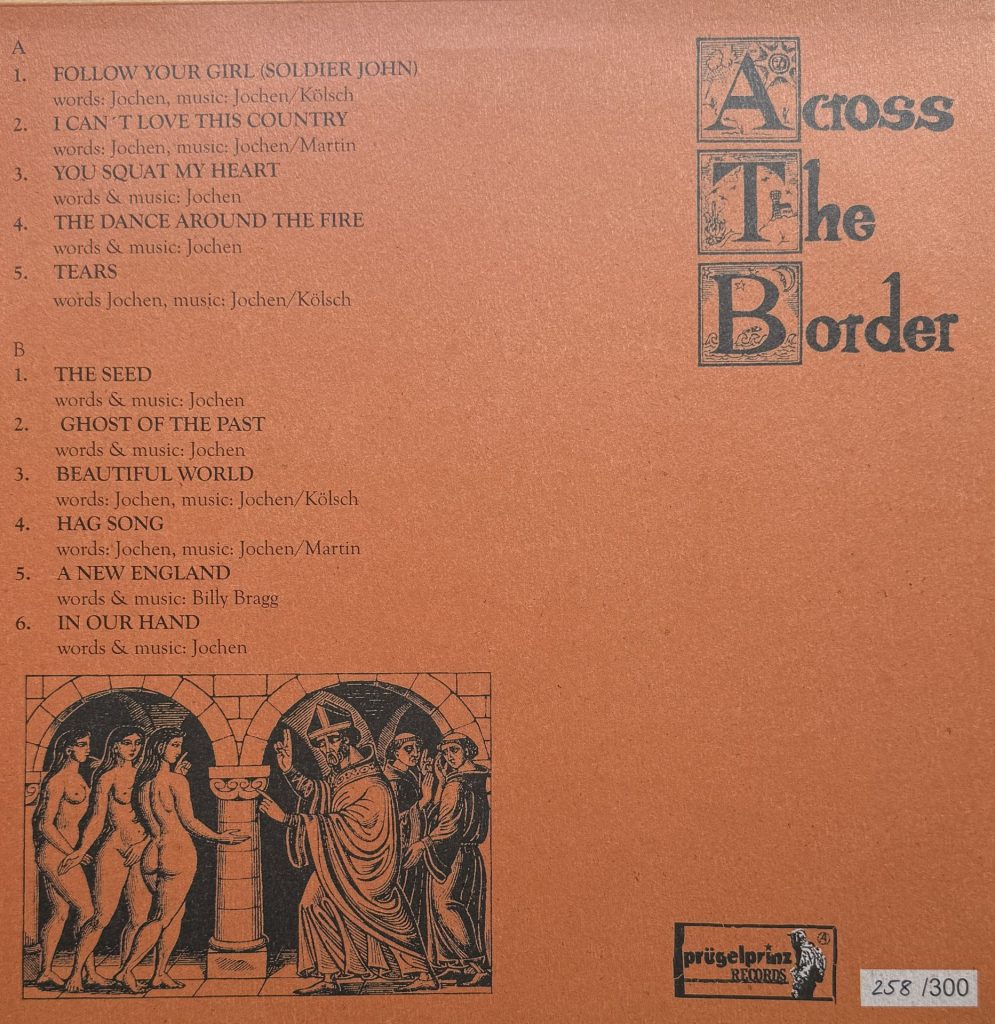 A
1. FOLLOW YOUR GIRL (SOLDIER JOHN)
words: Jochen, music: Jochen/Kölsch
2. I CAN´T LOVE THIS COUNTRY
words: Jochen, music: Jochen/Martin
3. YOU SQUAT MY HEART
words & music: Jochen
4. THE DANCE AROUND THE FIRE
words & music: Jochen
5. TEARS
words Jochen, music: Jochen/Kölsch
B
1. THE SEED
words & music: Jochen
2. GHOST OF THE PAST
words & music: Jochen
3. BEAUTIFUL WORLD
words: Jochen, music: Jochen/Kölsch
4. HAG SONG
words: Jochen, music: Jochen/Martin
5. A NEW ENGLAND
words & music: Billy Bragg
6. IN OUR HAND
words & music: Jochen
Across
The
Border
prügelprinz
RECORDS
258 /300